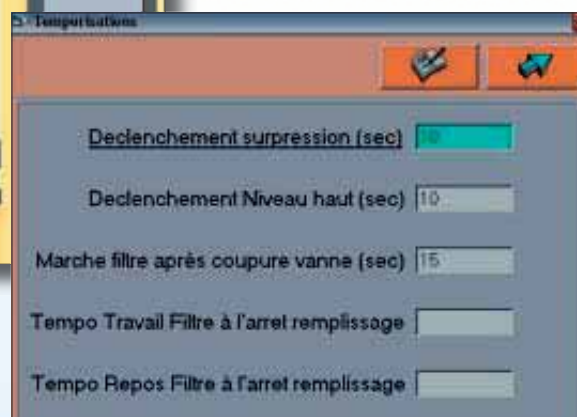 Temporisations
Declenchement surpression (sec)
Declenchement Niveau haut (sec) 10
Marche filtre après coupure vanne (sec) 15
Tempo Travail Filtre à l'arret remplissage
Tempo Repos Filtre à l'arret remplissage